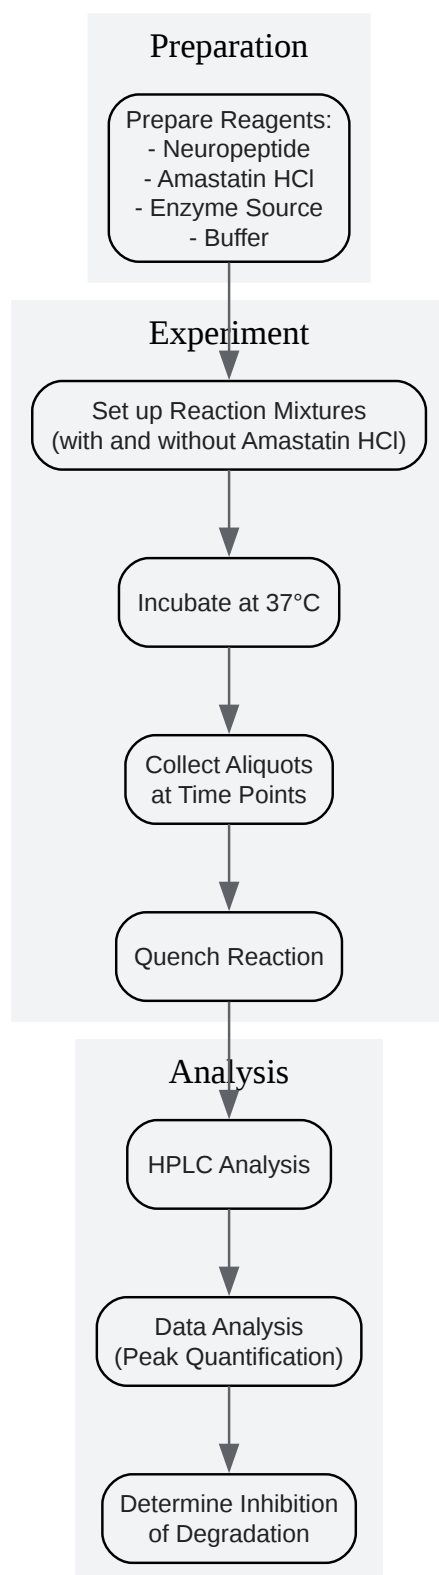 Preparation
Prepare Reagents:
- Neuropeptide
- Amastatin HCl
- Enzyme Source
- Buffer
Experiment
Set up Reaction Mixtures
(with and without Amastatin HCl)
Incubate at 37°C
Collect Aliquots
at Time Points
Quench Reaction
Analysis
HPLC Analysis
Data Analysis
(Peak Quantification)
Determine Inhibition
of Degradation